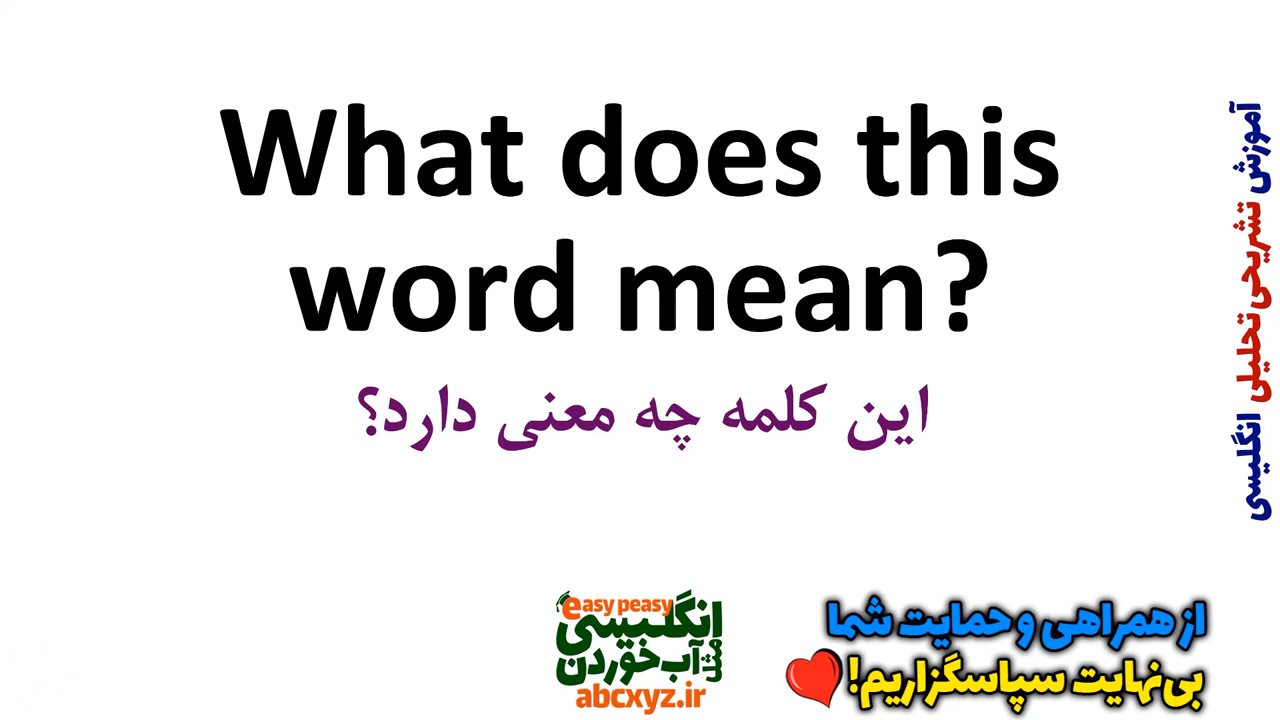 What does this
word mean?
این کلمه چه معنی دارد؟
آموزش تشریحی تحلیلی انگلیسی
easy peasy
انگلیسی
مثل
آب خوردن
abcxyz.ir
از همراهی و حمایت شما
بی‌نهایت سپاسگزاریم!